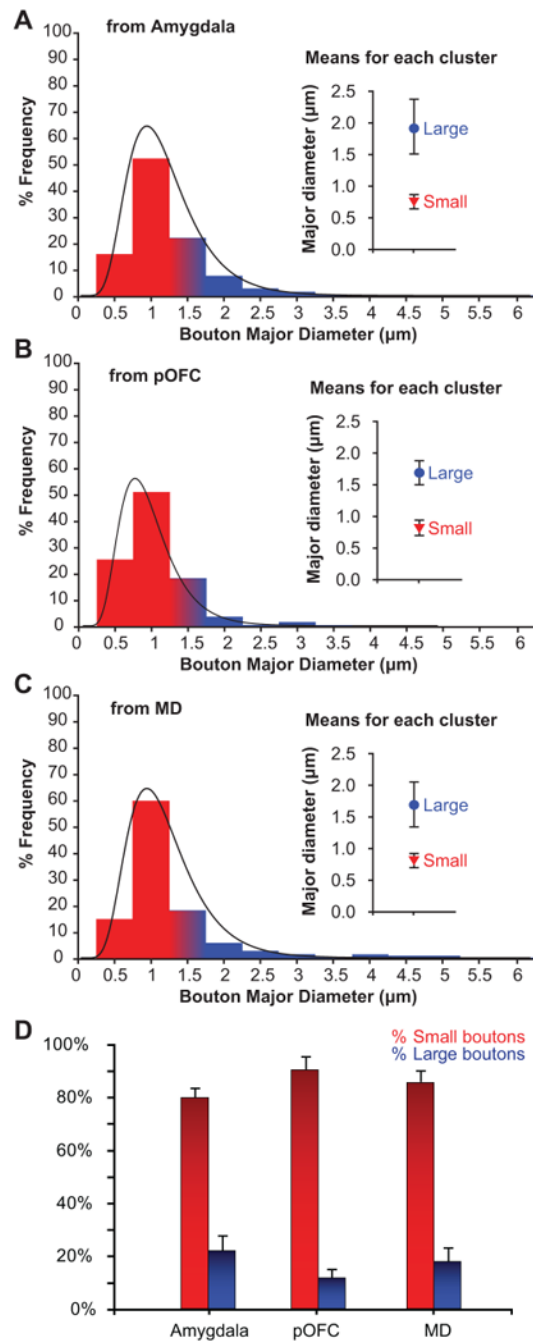 A
from Amygdala
Means for each cluster
100
90
80
70
60
50
40
30
20
10
0
% Frequency
2.5
2.0
1.5
1.0
0.5
0.0
Major diameter (µm)
Large
Small
0 0.5 1 1.5 2 2.5 3 3.5 4 4.5 5 5.5 6
Bouton Major Diameter (µm)
B
from pOFC
Means for each cluster
100
90
80
70
60
50
40
30
20
10
0
% Frequency
2.5
2.0
1.5
1.0
0.5
0.0
Major diameter (µm)
Large
Small
0 0.5 1 1.5 2 2.5 3 3.5 4 4.5 5 5.5 6
Bouton Major Diameter (µm)
C
from MD
Means for each cluster
100
90
80
70
60
50
40
30
20
10
0
% Frequency
2.5
2.0
1.5
1.0
0.5
0.0
Major diameter (µm)
Large
Small
0 0.5 1 1.5 2 2.5 3 3.5 4 4.5 5 5.5 6
Bouton Major Diameter (µm)
D
% Small boutons
% Large boutons
100%
80%
60%
40%
20%
0%
Amygdala pOFC MD